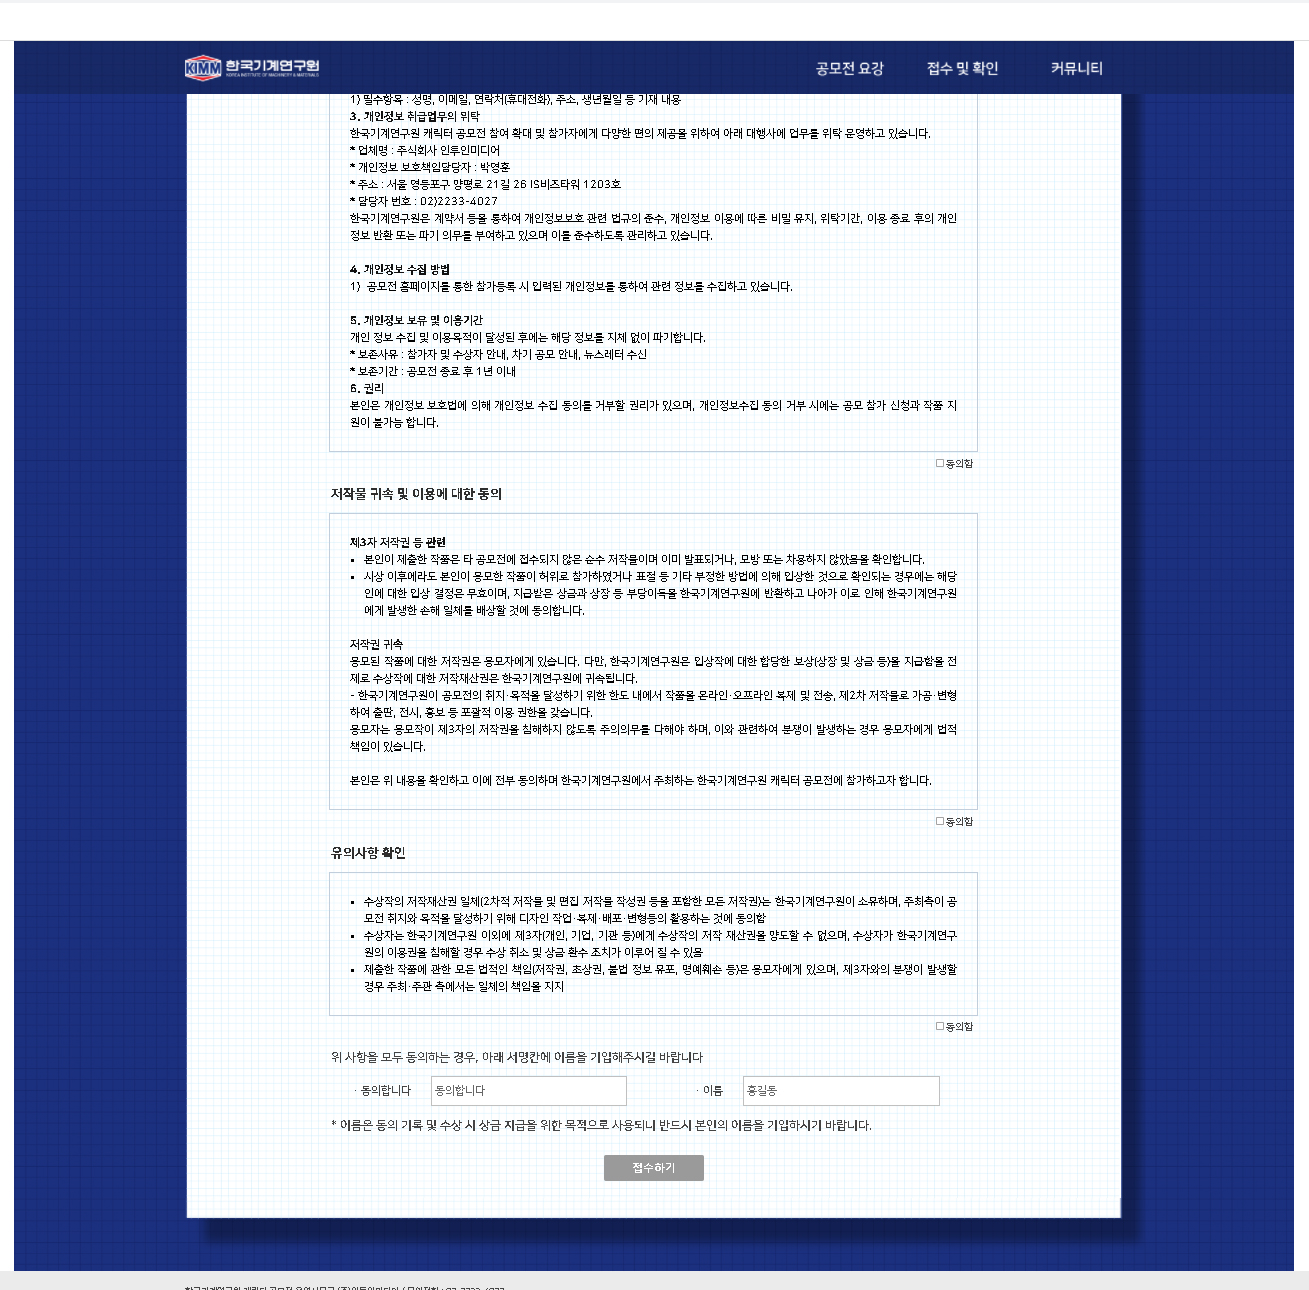 KIMM 한국기계연구원
KOREA INSTITUTE OF MACHINERY & MATERIALS
공모전 요강 접수 및 확인 커뮤니티
1) 필수항목 : 성명, 이메일, 연락처(휴대전화), 주소, 생년월일 등 기재 내용
3. 개인정보 취급업무의 위탁
한국기계연구원 캐릭터 공모전 참여 확대 및 참가자에게 다양한 편의 제공을 위하여 아래 대행사에 업무를 위탁 운영하고 있습니다.
* 업체명 : 주식회사 인투인미디어
* 개인정보 보호책임담당자 : 박영훈
* 주소 : 서울 영등포구 양평로 21길 26 IS비즈타워 1203호
* 담당자 번호 : 02)2233-4027
한국기계연구원은 계약서 등을 통하여 개인정보보호 관련 법규의 준수, 개인정보 이용에 따른 비밀 유지, 위탁기간, 이용 종료 후의 개인
정보 반환 또는 파기 의무를 부여하고 있으며 이를 준수하도록 관리하고 있습니다.
4. 개인정보 수집 방법
1) 공모전 홈페이지를 통한 참가등록 시 입력된 개인정보를 통하여 관련 정보를 수집하고 있습니다.
5. 개인정보 보유 및 이용기간
개인 정보 수집 및 이용목적이 달성된 후에는 해당 정보를 지체 없이 파기합니다.
* 보존사유 : 참가자 및 수상자 안내, 차기 공모 안내, 뉴스레터 수신
* 보존기간 : 공모전 종료 후 1년 이내
6. 권리
본인은 개인정보 보호법에 의해 개인정보 수집 동의를 거부할 권리가 있으며, 개인정보수집 동의 거부 시에는 공모 참가 신청과 작품 지
원이 불가능 합니다.
동의함
저작물 귀속 및 이용에 대한 동의
제3자 저작권 등 관련
• 본인이 제출한 작품은 타 공모전에 접수되지 않은 순수 저작물이며 이미 발표되거나, 모방 또는 차용하지 않았음을 확인합니다.
• 시상 이후에라도 본인이 응모한 작품이 허위로 참가하였거나 표절 등 기타 부정한 방법에 의해 입상한 것으로 확인되는 경우에는 해당
인에 대한 입상 결정은 무효이며, 지급받은 상금과 상장 등 부당이득을 한국기계연구원에 반환하고 나아가 이로 인해 한국기계연구원
에게 발생한 손해 일체를 배상할 것에 동의합니다.
저작권 귀속
응모된 작품에 대한 저작권은 응모자에게 있습니다. 다만, 한국기계연구원은 입상작에 대한 합당한 보상(상장 및 상금 등)을 지급함을 전
제로 수상작에 대한 저작재산권은 한국기계연구원에 귀속됩니다.
- 한국기계연구원이 공모전의 취지·목적을 달성하기 위한 한도 내에서 작품을 온라인·오프라인 복제 및 전송, 제2차 저작물로 가공·변형
하여 출판, 전시, 홍보 등 포괄적 이용 권한을 갖습니다.
응모자는 응모작이 제3자의 저작권을 침해하지 않도록 주의의무를 다해야 하며, 이와 관련하여 분쟁이 발생하는 경우 응모자에게 법적
책임이 있습니다.
본인은 위 내용을 확인하고 이에 전부 동의하며 한국기계연구원에서 주최하는 한국기계연구원 캐릭터 공모전에 참가하고자 합니다.
동의함
유의사항 확인
• 수상작의 저작재산권 일체(2차적 저작물 및 편집 저작물 작성권 등을 포함한 모든 저작권)는 한국기계연구원이 소유하며, 주최측이 공
모전 취지와 목적을 달성하기 위해 디자인 작업·복제·배포·변형등의 활용하는 것에 동의함
• 수상자는 한국기계연구원 이외에 제3자(개인, 기업, 기관 등)에게 수상작의 저작 재산권을 양도할 수 없으며, 수상자가 한국기계연구
원의 이용권을 침해할 경우 수상 취소 및 상금 환수 조치가 이루어 질 수 있음
• 제출한 작품에 관한 모든 법적인 책임(저작권, 초상권, 불법 정보 유포, 명예훼손 등)은 응모자에게 있으며, 제3자와의 분쟁이 발생할
경우 주최·주관 측에서는 일체의 책임을 지지
동의함
위 사항을 모두 동의하는 경우, 아래 서명칸에 이름을 기입해주시길 바랍니다
· 동의합니다 동의합니다 · 이름 홍길동
* 이름은 동의 기록 및 수상 시 상금 지급을 위한 목적으로 사용되니 반드시 본인의 이름을 기입하시기 바랍니다.
접수하기